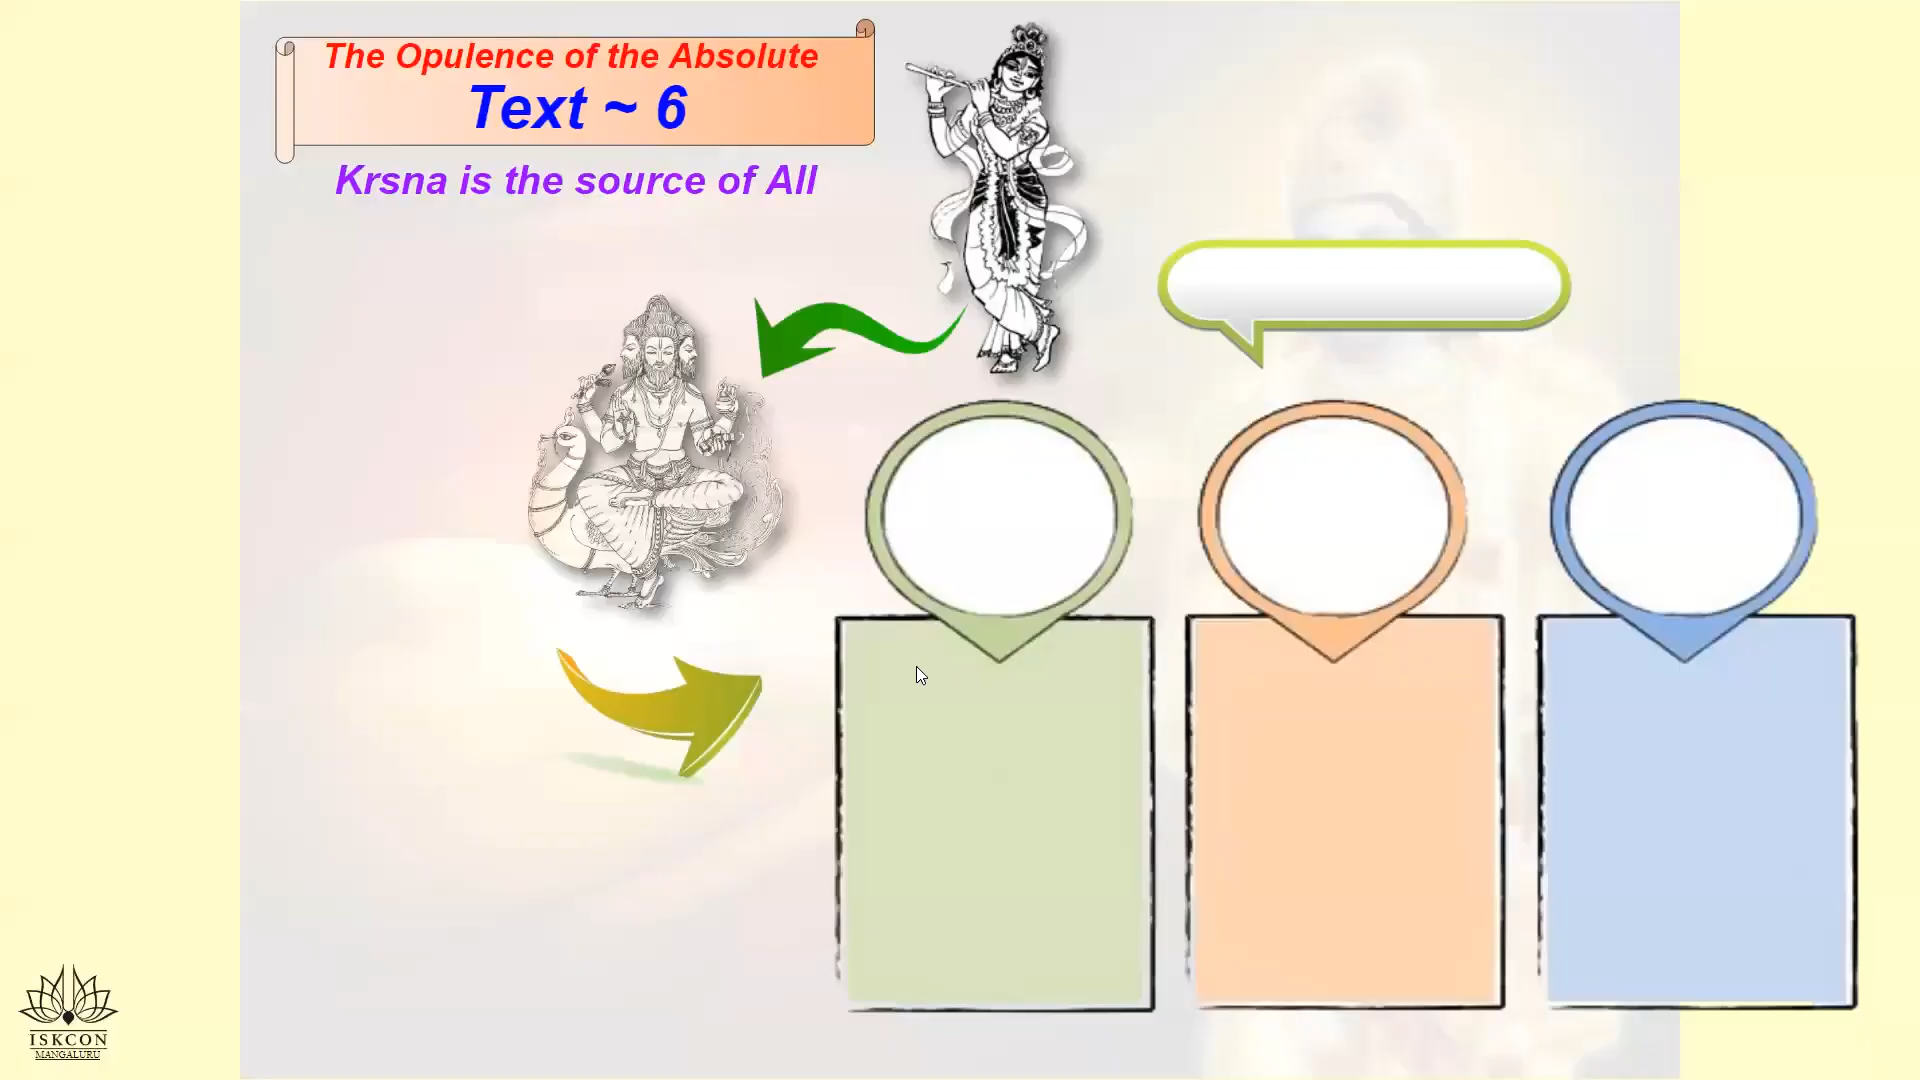 The Opulence of the Absolute
Text ~ 6
Krsna is the source of All
ISKCON
MANGALURU